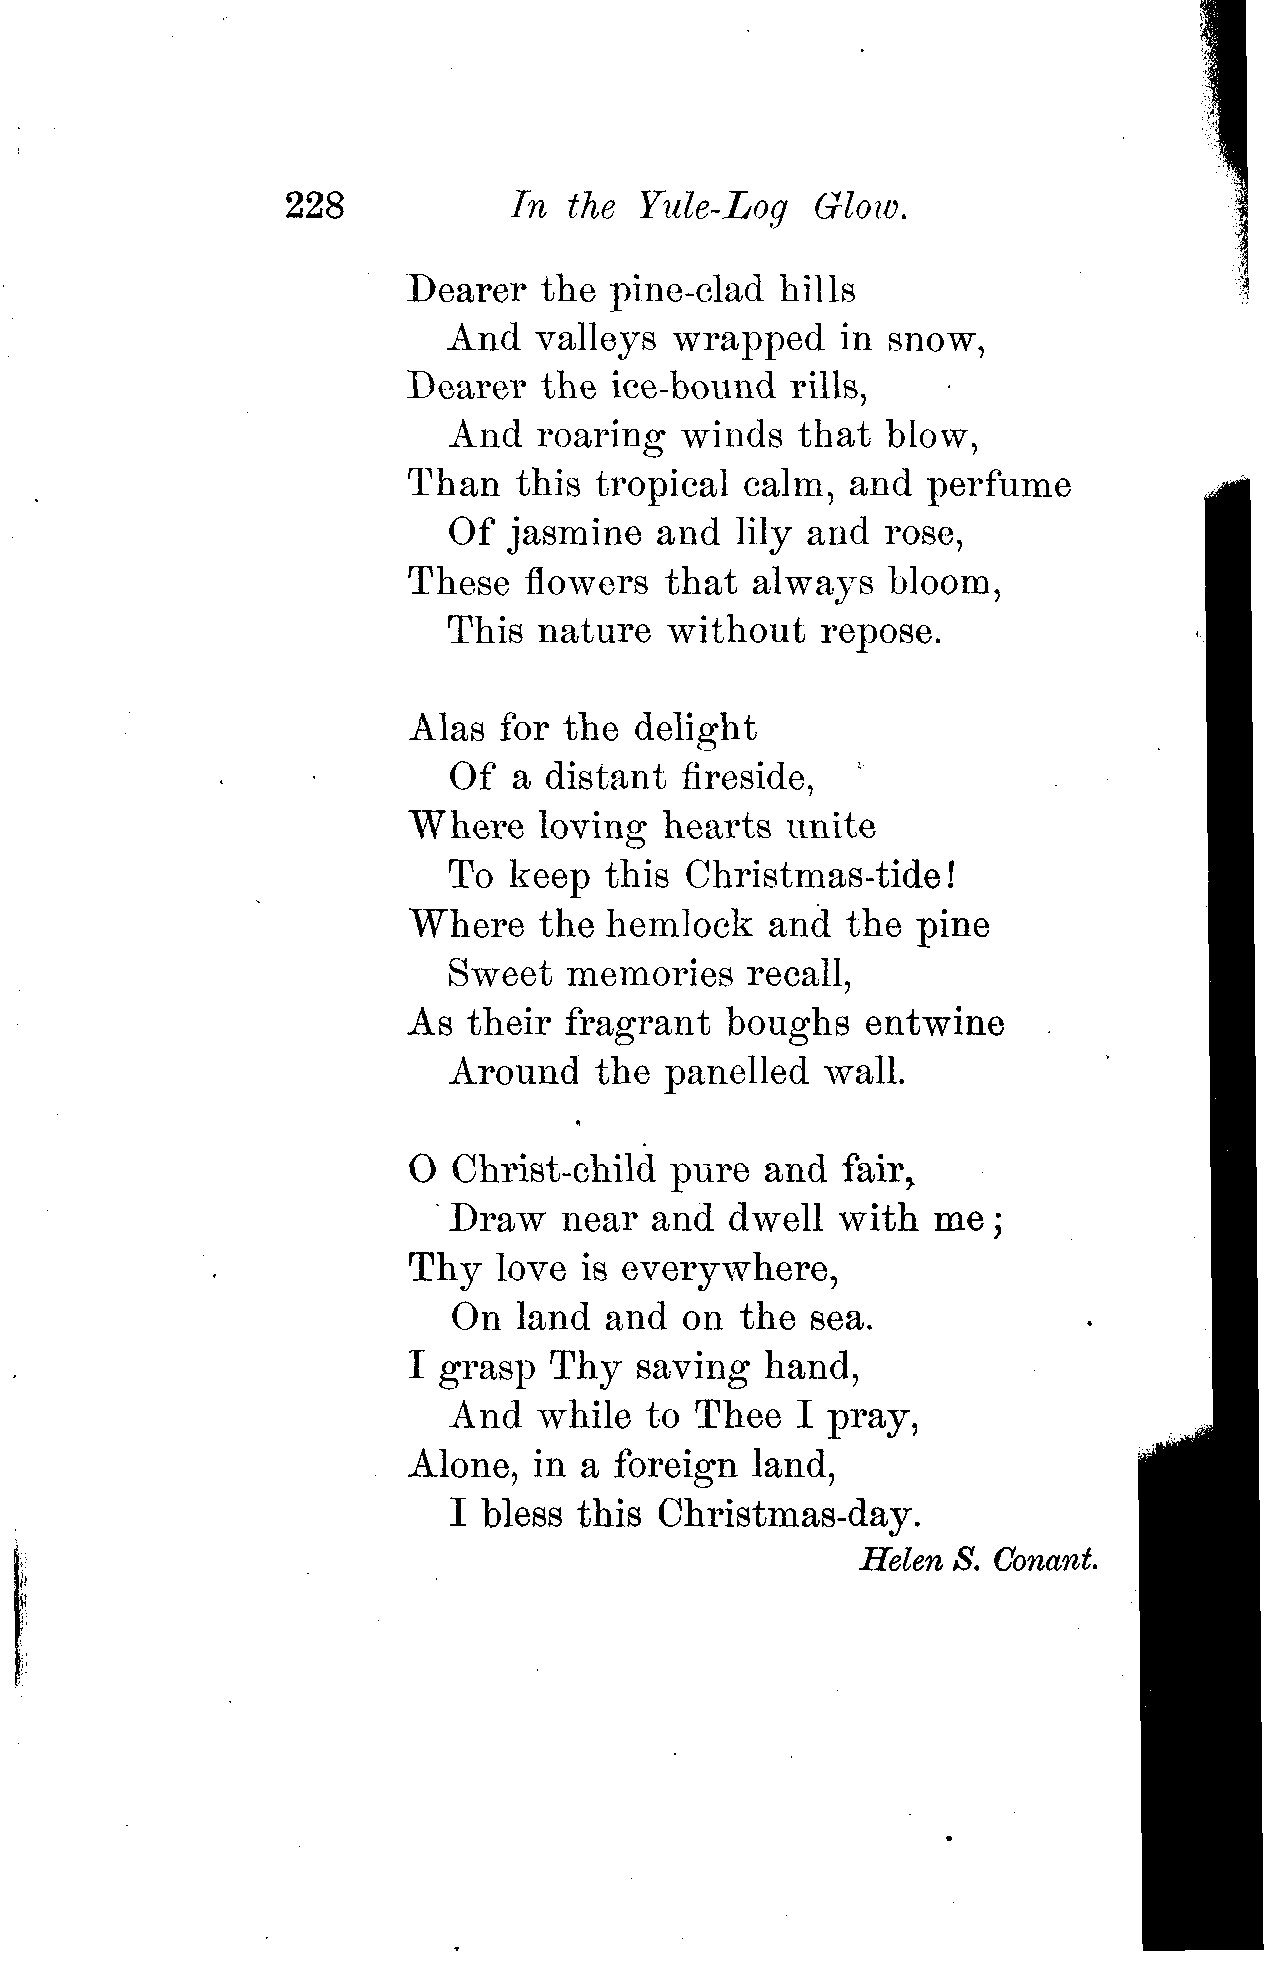 228 In the Yule-Log Glow.
Dearer the pine-clad hills
And valleys wrapped in snow,
Dearer the ice-bound rills,
And roaring winds that blow,
Than this tropical calm, and perfume
Of jasmine and lily and rose,
These flowers that always bloom,
This nature without repose.
Alas for the delight
Of a distant fireside,
Where loving hearts unite
To keep this Christmas-tide!
Where the hemlock and the pine
Sweet memories recall,
As their fragrant boughs entwine
Around the panelled wall.
O Christ-child pure and fair,
Draw near and dwell with me;
Thy love is everywhere,
On land and on the sea.
I grasp Thy saving hand,
And while to Thee I pray,
Alone, in a foreign land,
I bless this Christmas-day.
Helen S. Conant.